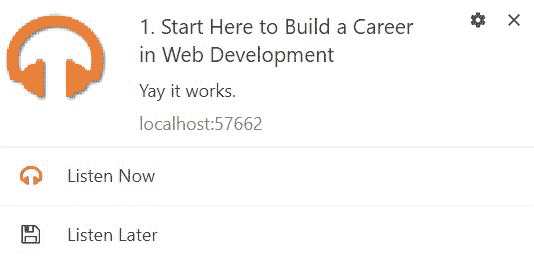 1. Start Here to Build a Career
in Web Development
Yay it works.
localhost:57662
Listen Now
Listen Later